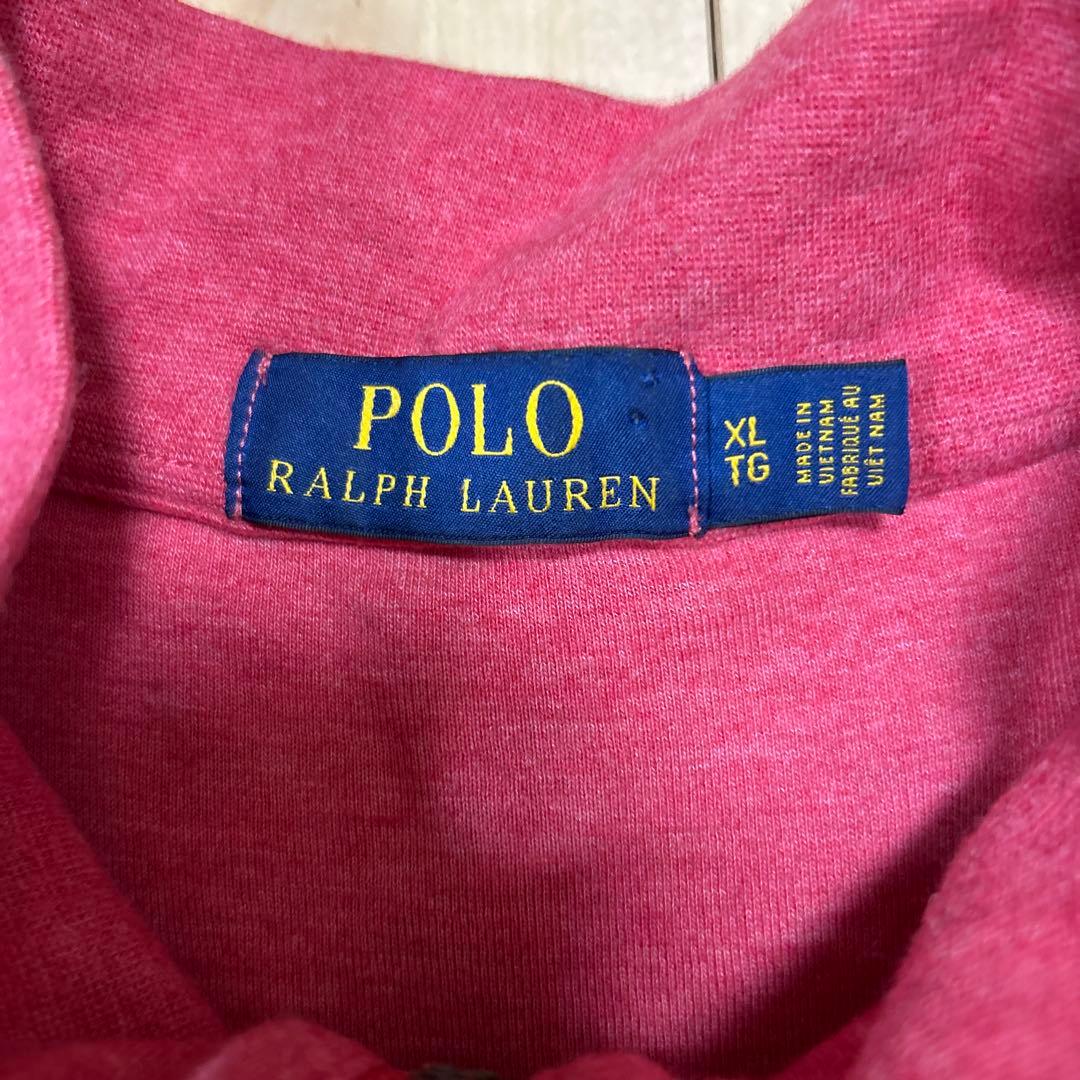 POLO
RALPH LAUREN
XL
TG
MADE IN
VIETNAM
FABRIQUÉ AU
VIÊT NAM